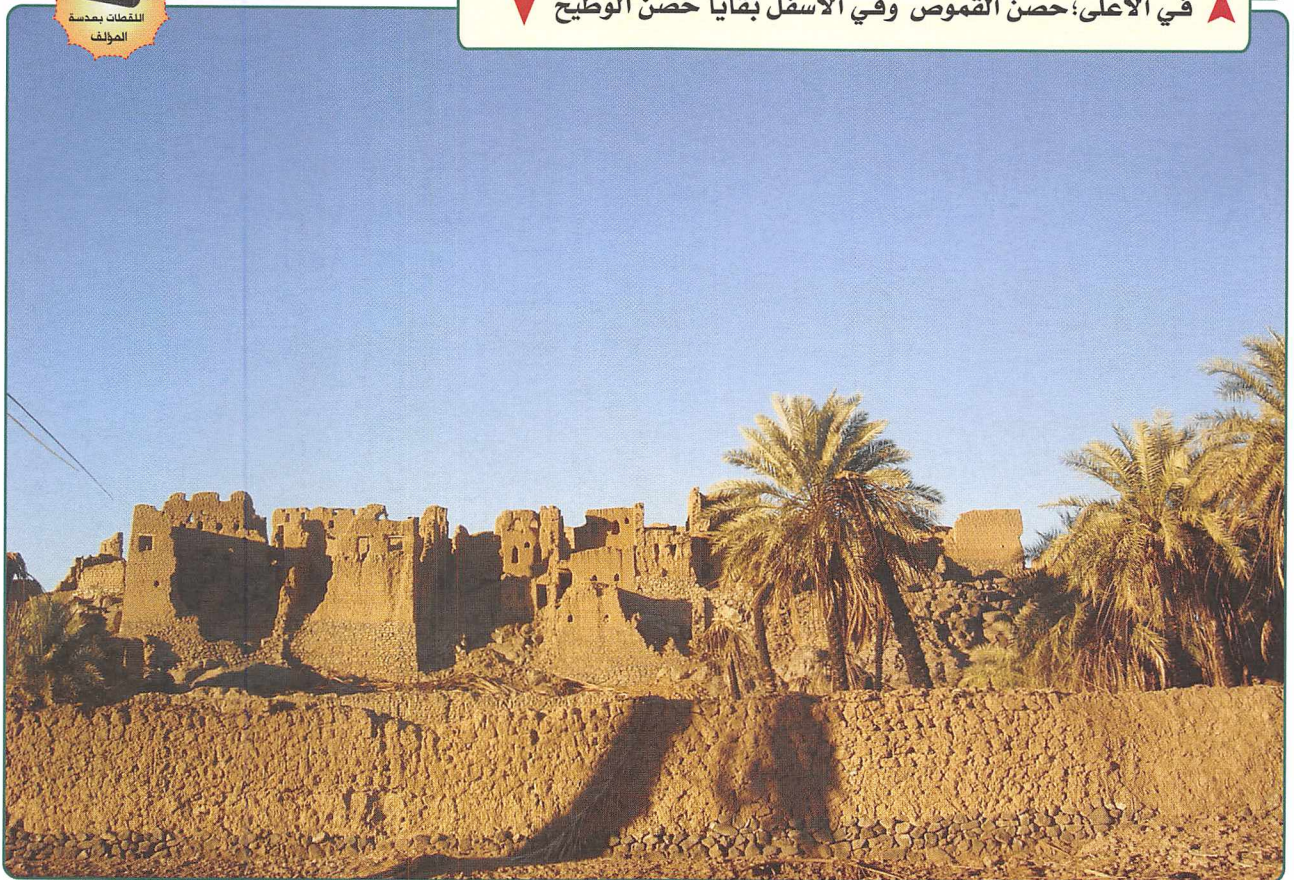 في الأعلى؛ حصن القموص وفي الأسفل بقايا حصن الوطيح
اللقطات بعدسة
المؤلف